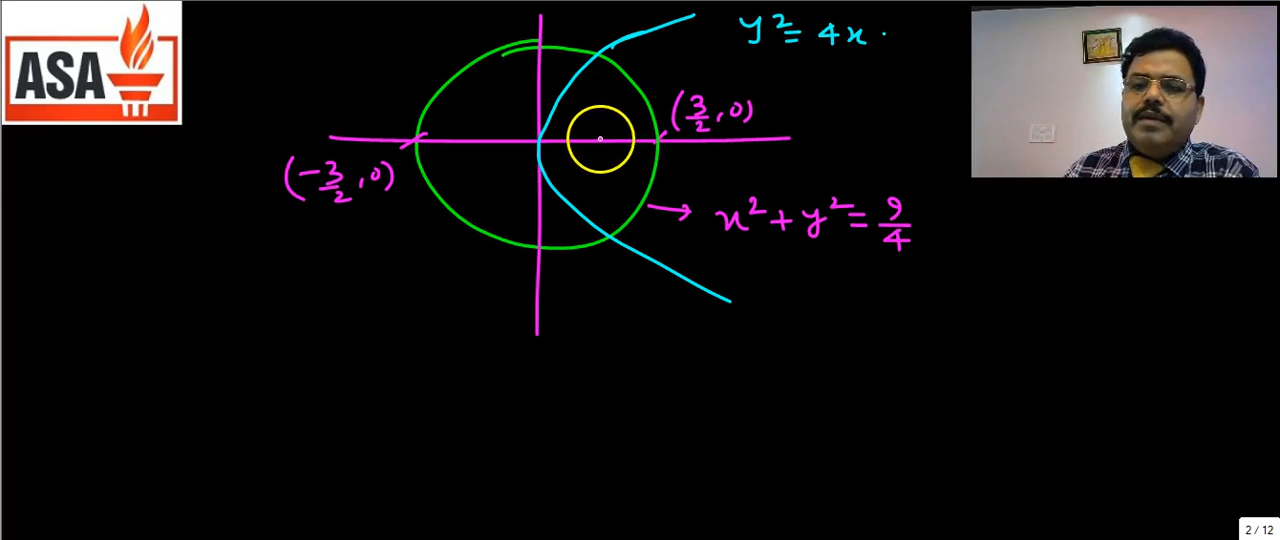 ASA
y² = 4x .
(3/2, 0)
(-3/2, 0)
x² + y² = 9/4
2 / 12